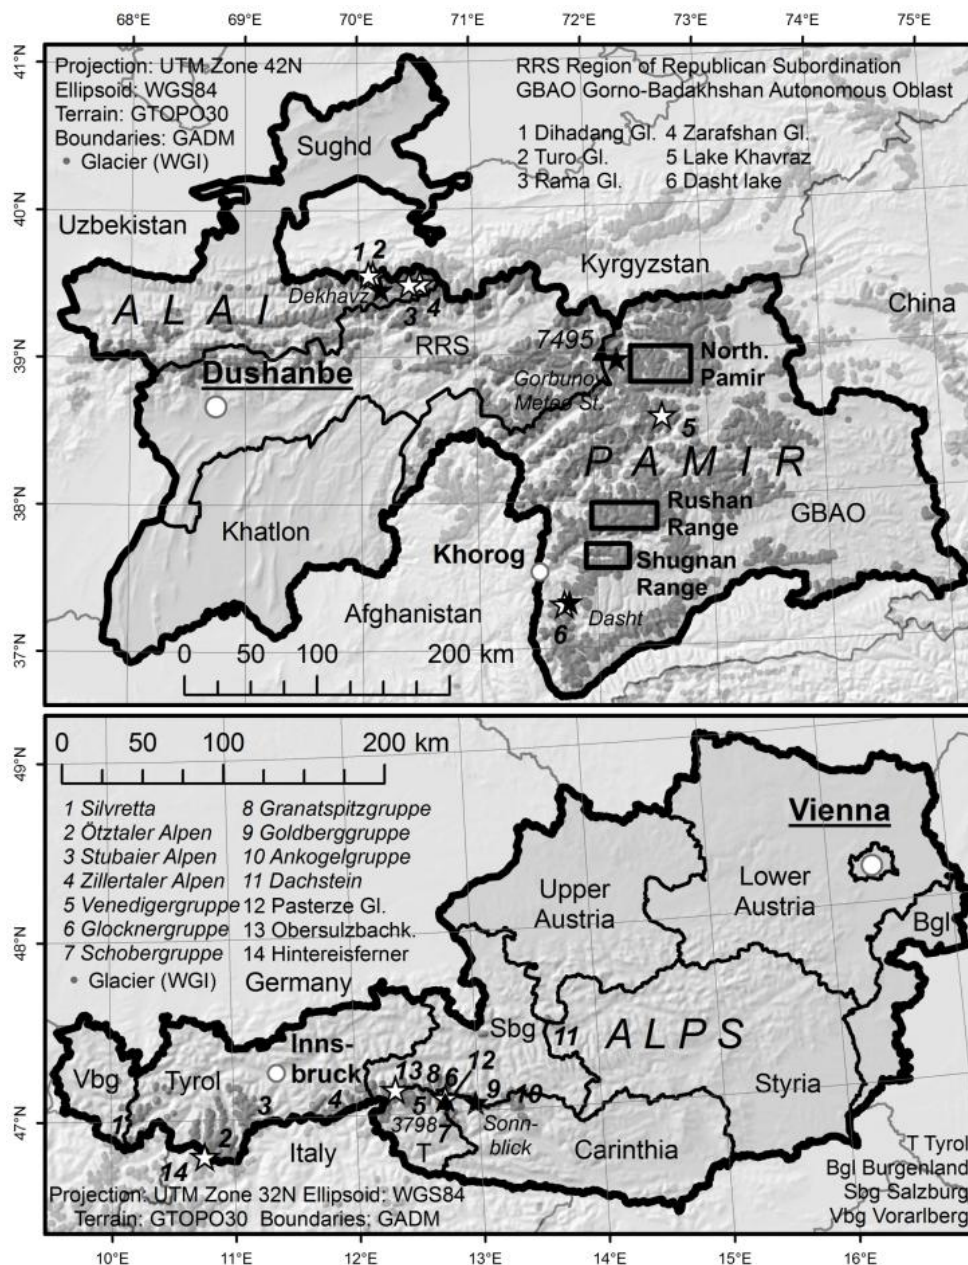 68°E 69°E 70°E 71°E 72°E 73°E 74°E 75°E
41°N
40°N
39°N
38°N
37°N
Projection: UTM Zone 42N
Ellipsoid: WGS84
Terrain: GTOPO30
Boundaries: GADM
Glacier (WGI)
RRS Region of Republican Subordination
GBAO Gorno-Badakhshan Autonomous Oblast
1 Dihadang Gl. 4 Zarafshan Gl.
2 Turo Gl. 5 Lake Khavraz
3 Rama Gl. 6 Dasht lake
Sughd
Uzbekistan
1 2
Kyrgyzstan
China
Dekhavz
3 4
ALAI
RRS
7495
North.
Pamir
Dushanbe
Gorbunov
Meteo St.
5
PAMIR
Rushan
Range
GBAO
Khatlon
Khorog
Shugnan
Range
Afghanistan
Dasht
6
0 50 100 200 km
0 50 100 200 km
49°N
48°N
47°N
1 Silvretta 8 Granatspitzgruppe
2 Ötztaler Alpen 9 Goldberggruppe
3 Stubaier Alpen 10 Ankogelgruppe
4 Zillertaler Alpen 11 Dachstein
5 Venedigergruppe 12 Pasterze Gl.
6 Glocknergruppe 13 Obersulzbachk.
7 Schobergruppe 14 Hintereisferner
Glacier (WGI) Germany
Vienna
Upper
Austria
Lower
Austria
Bgl
Sbg
11
ALPS
Inns-
bruck
Vbg
Tyrol
13 8 6 12
9 10
Styria
1 2 3 4 5
3798
7
Sonn-
blick
T
Carinthia
14
Italy
T Tyrol
Bgl Burgenland
Sbg Salzburg
Vbg Vorarlberg
Projection: UTM Zone 32N Ellipsoid: WGS84
Terrain: GTOPO30 Boundaries: GADM
10°E 11°E 12°E 13°E 14°E 15°E 16°E